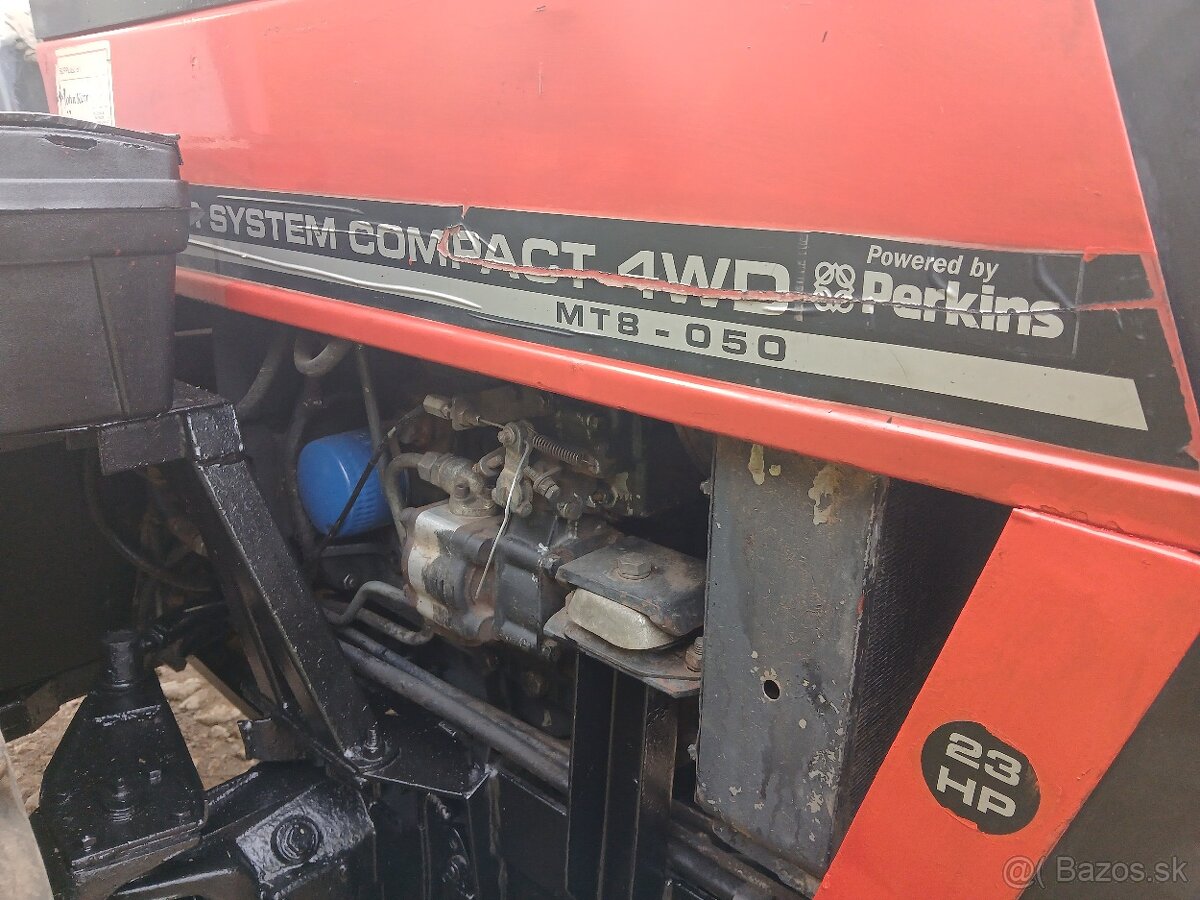 SYSTEM COMPACT 4WD
Powered by
Perkins
MT8-050
23
HP
Bazos.sk